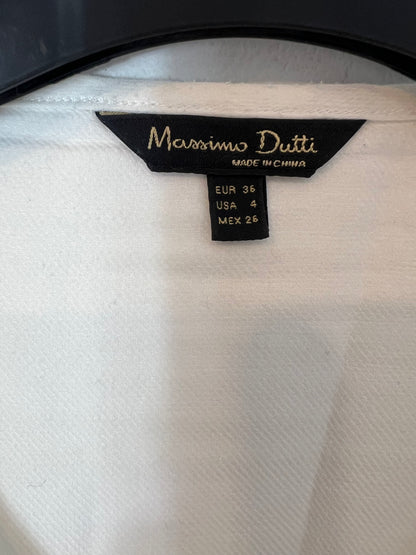 Massimo Dutti
MADE IN CHINA
EUR 36
USA 4
MEX 26